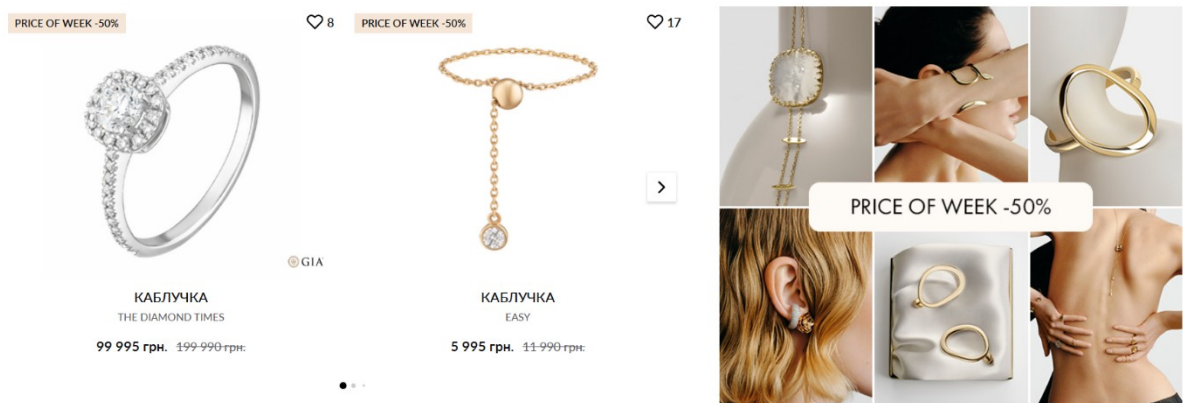 PRICE OF WEEK -50%
8
GIA
КАБЛУЧКА
THE DIAMOND TIMES
99 995 грн. 199 990 грн.
PRICE OF WEEK -50%
17
КАБЛУЧКА
EASY
5 995 грн. 11 990 грн.
PRICE OF WEEK -50%